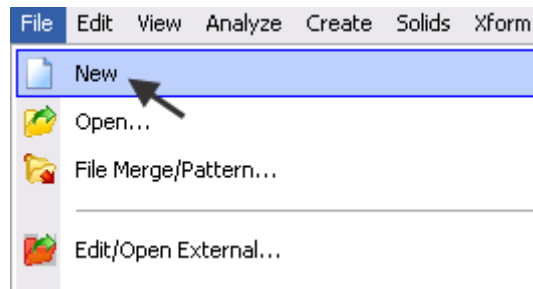 File Edit View Analyze Create Solids Xform
New
Open...
File Merge/Pattern...
Edit/Open External...